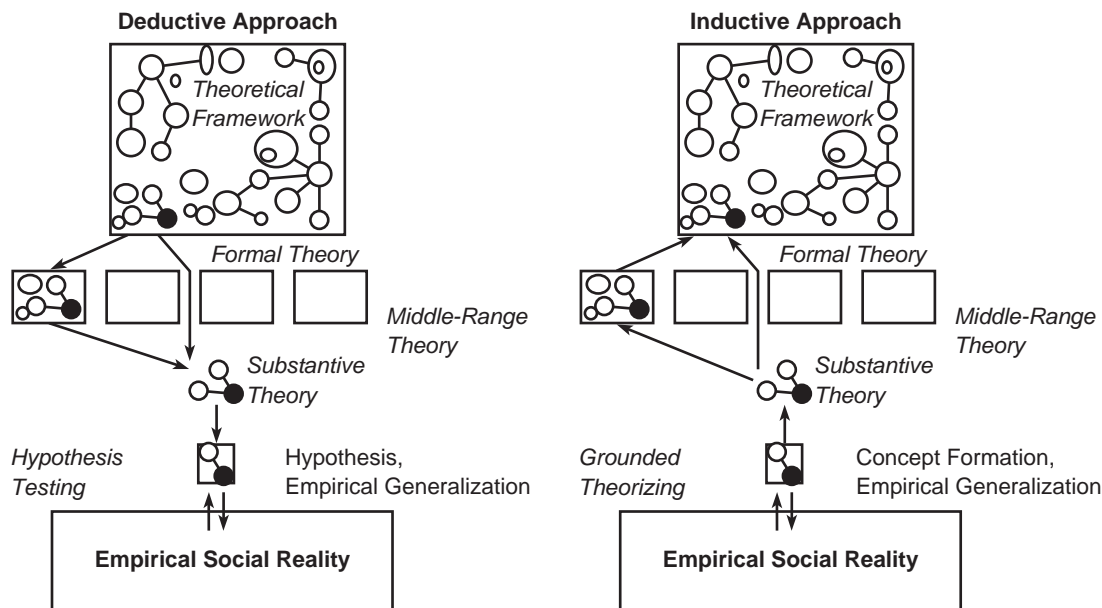 Deductive Approach
Theoretical
Framework
Formal Theory
Middle-Range
Theory
Substantive
Theory
Hypothesis
Testing
Hypothesis,
Empirical Generalization
Empirical Social Reality
Inductive Approach
Theoretical
Framework
Formal Theory
Middle-Range
Theory
Substantive
Theory
Grounded
Theorizing
Concept Formation,
Empirical Generalization
Empirical Social Reality